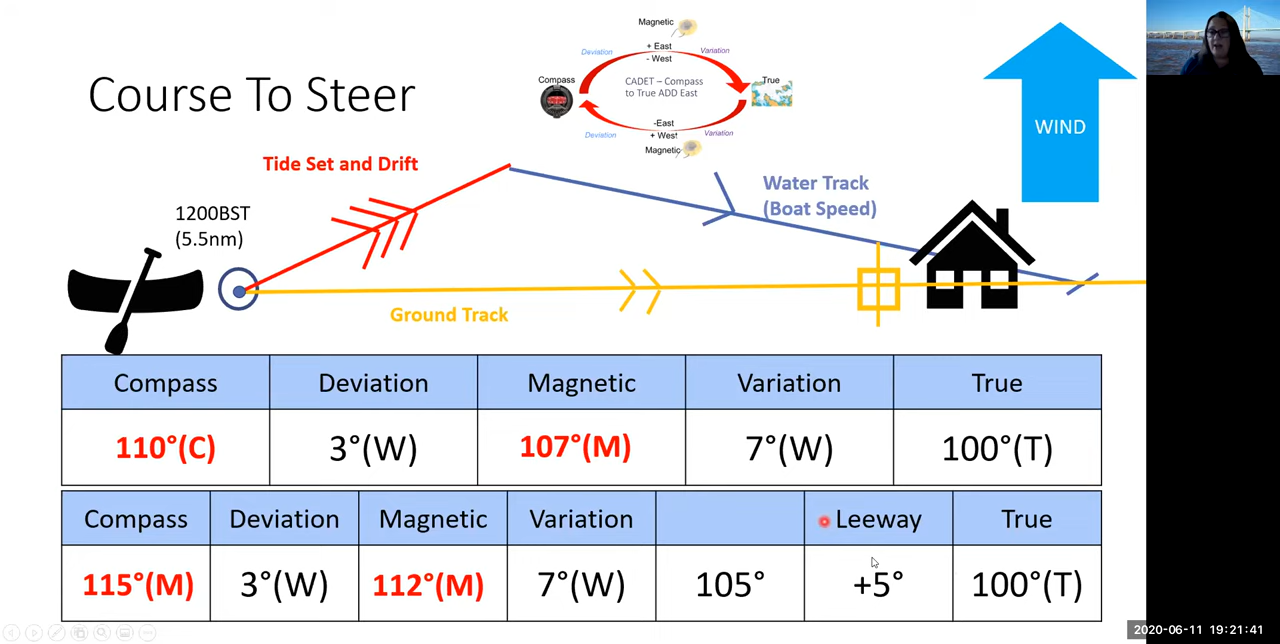 Course To Steer
Magnetic
+ East
- West
Deviation
Variation
Compass
True
CADET – Compass
to True ADD East
-East
+ West
Deviation
Variation
Magnetic
WIND
Tide Set and Drift
Water Track
(Boat Speed)
1200BST
(5.5nm)
Ground Track
Compass Deviation Magnetic Variation True
110°(C) 3°(W) 107°(M) 7°(W) 100°(T)
Compass Deviation Magnetic Variation Leeway True
115°(M) 3°(W) 112°(M) 7°(W) 105° +5° 100°(T)
2020-06-11 19:21:41